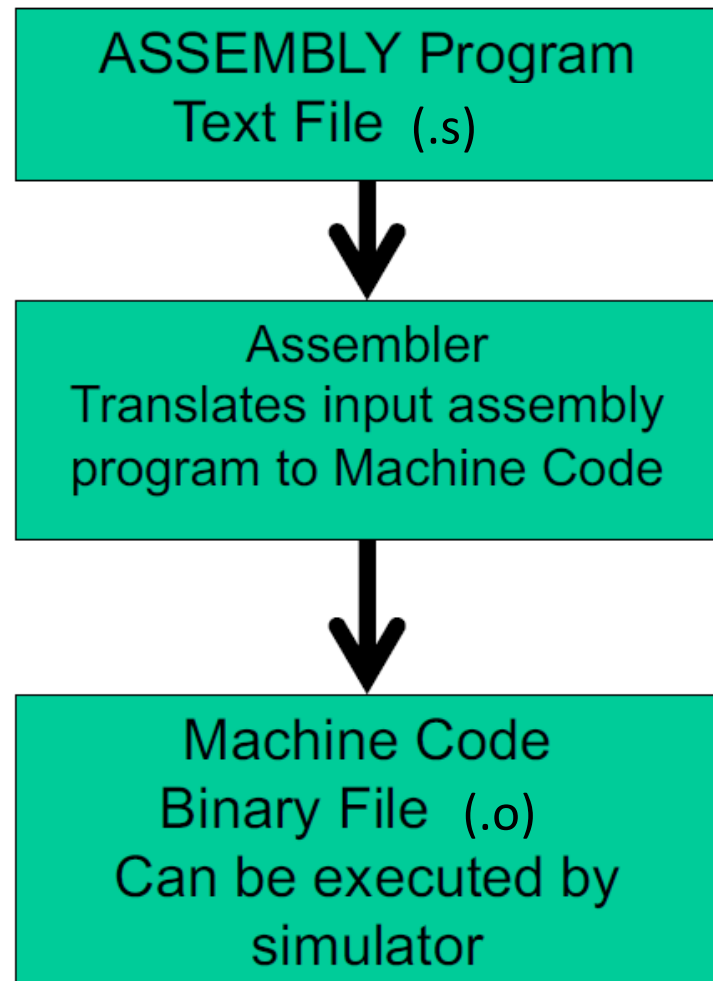 ASSEMBLY Program
Text File (.s)
Assembler
Translates input assembly
program to Machine Code
Machine Code
Binary File (.o)
Can be executed by
simulator